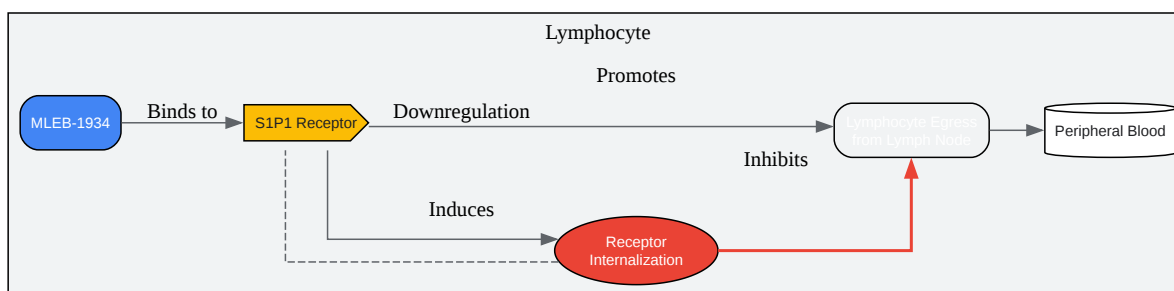 Lymphocyte
Promotes
MLEB-1934
Binds to
S1P1 Receptor
Downregulation
Lymphocyte Egress
from Lymph Node
Peripheral Blood
Inhibits
Induces
Receptor
Internalization